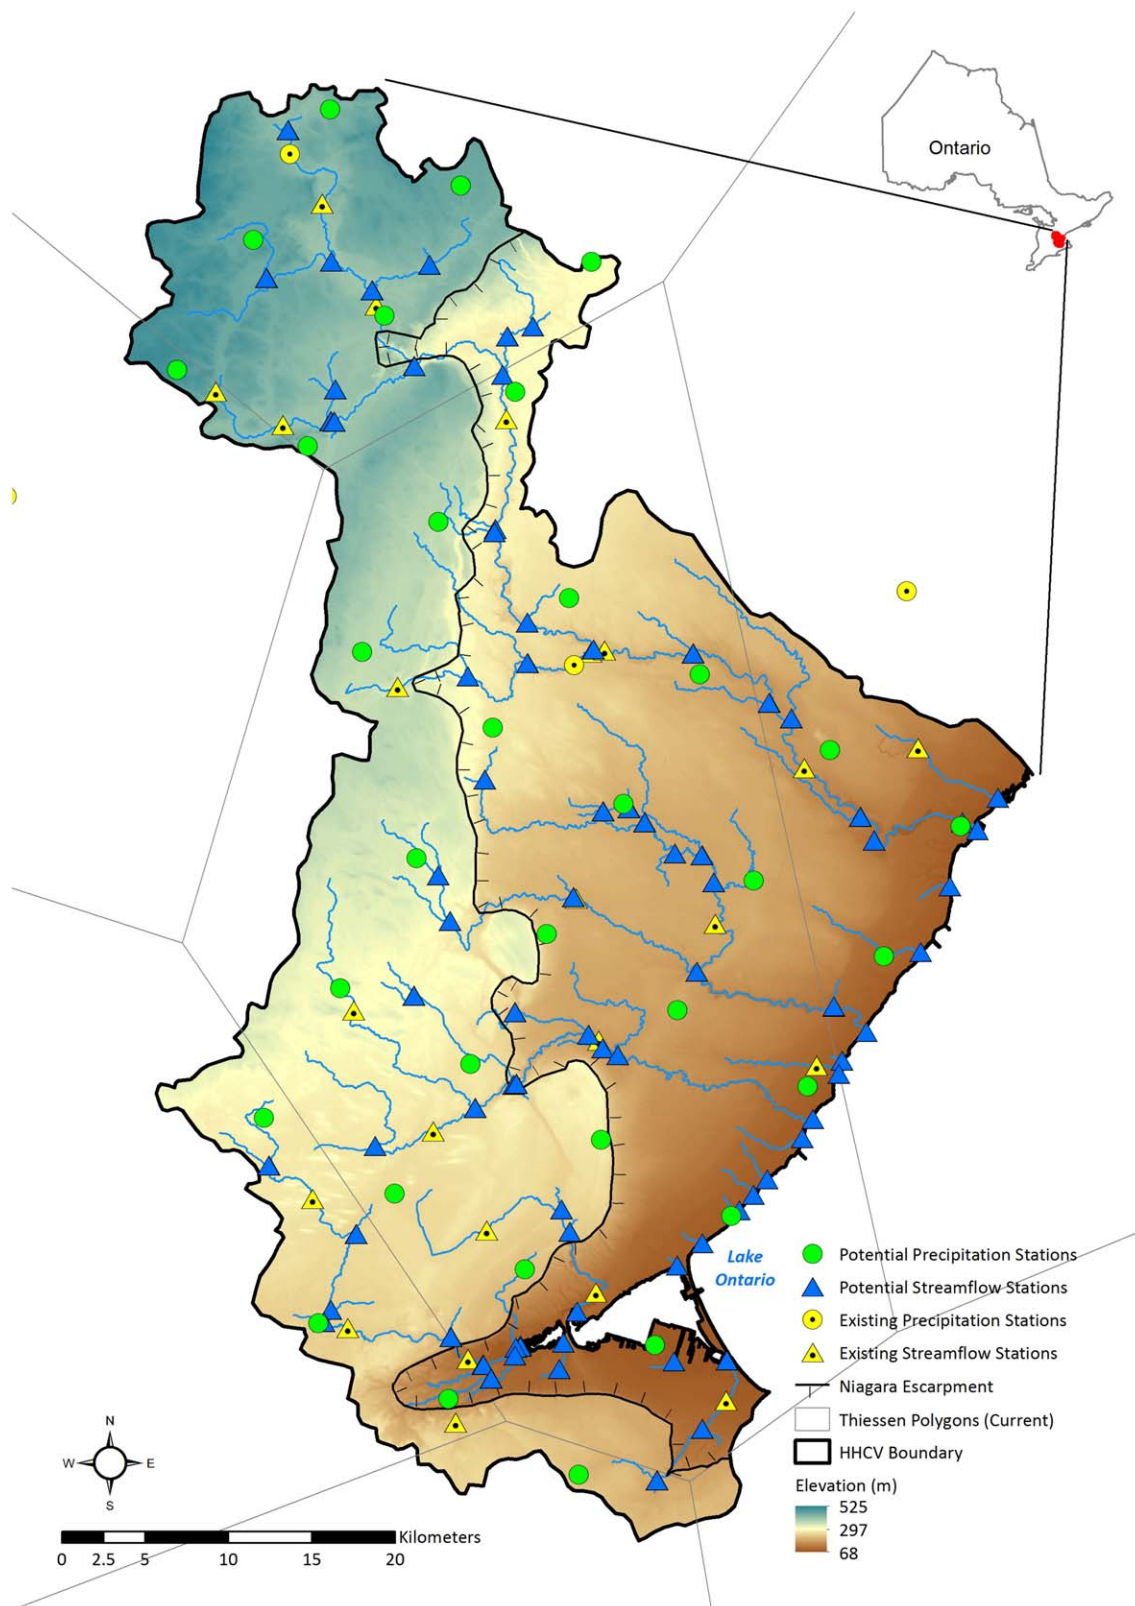 Ontario
Lake
Ontario
Potential Precipitation Stations
Potential Streamflow Stations
Existing Precipitation Stations
Existing Streamflow Stations
Niagara Escarpment
Thiessen Polygons (Current)
HHCV Boundary
Elevation (m)
525
297
68
N
W E
S
Kilometers
0 2.5 5 10 15 20